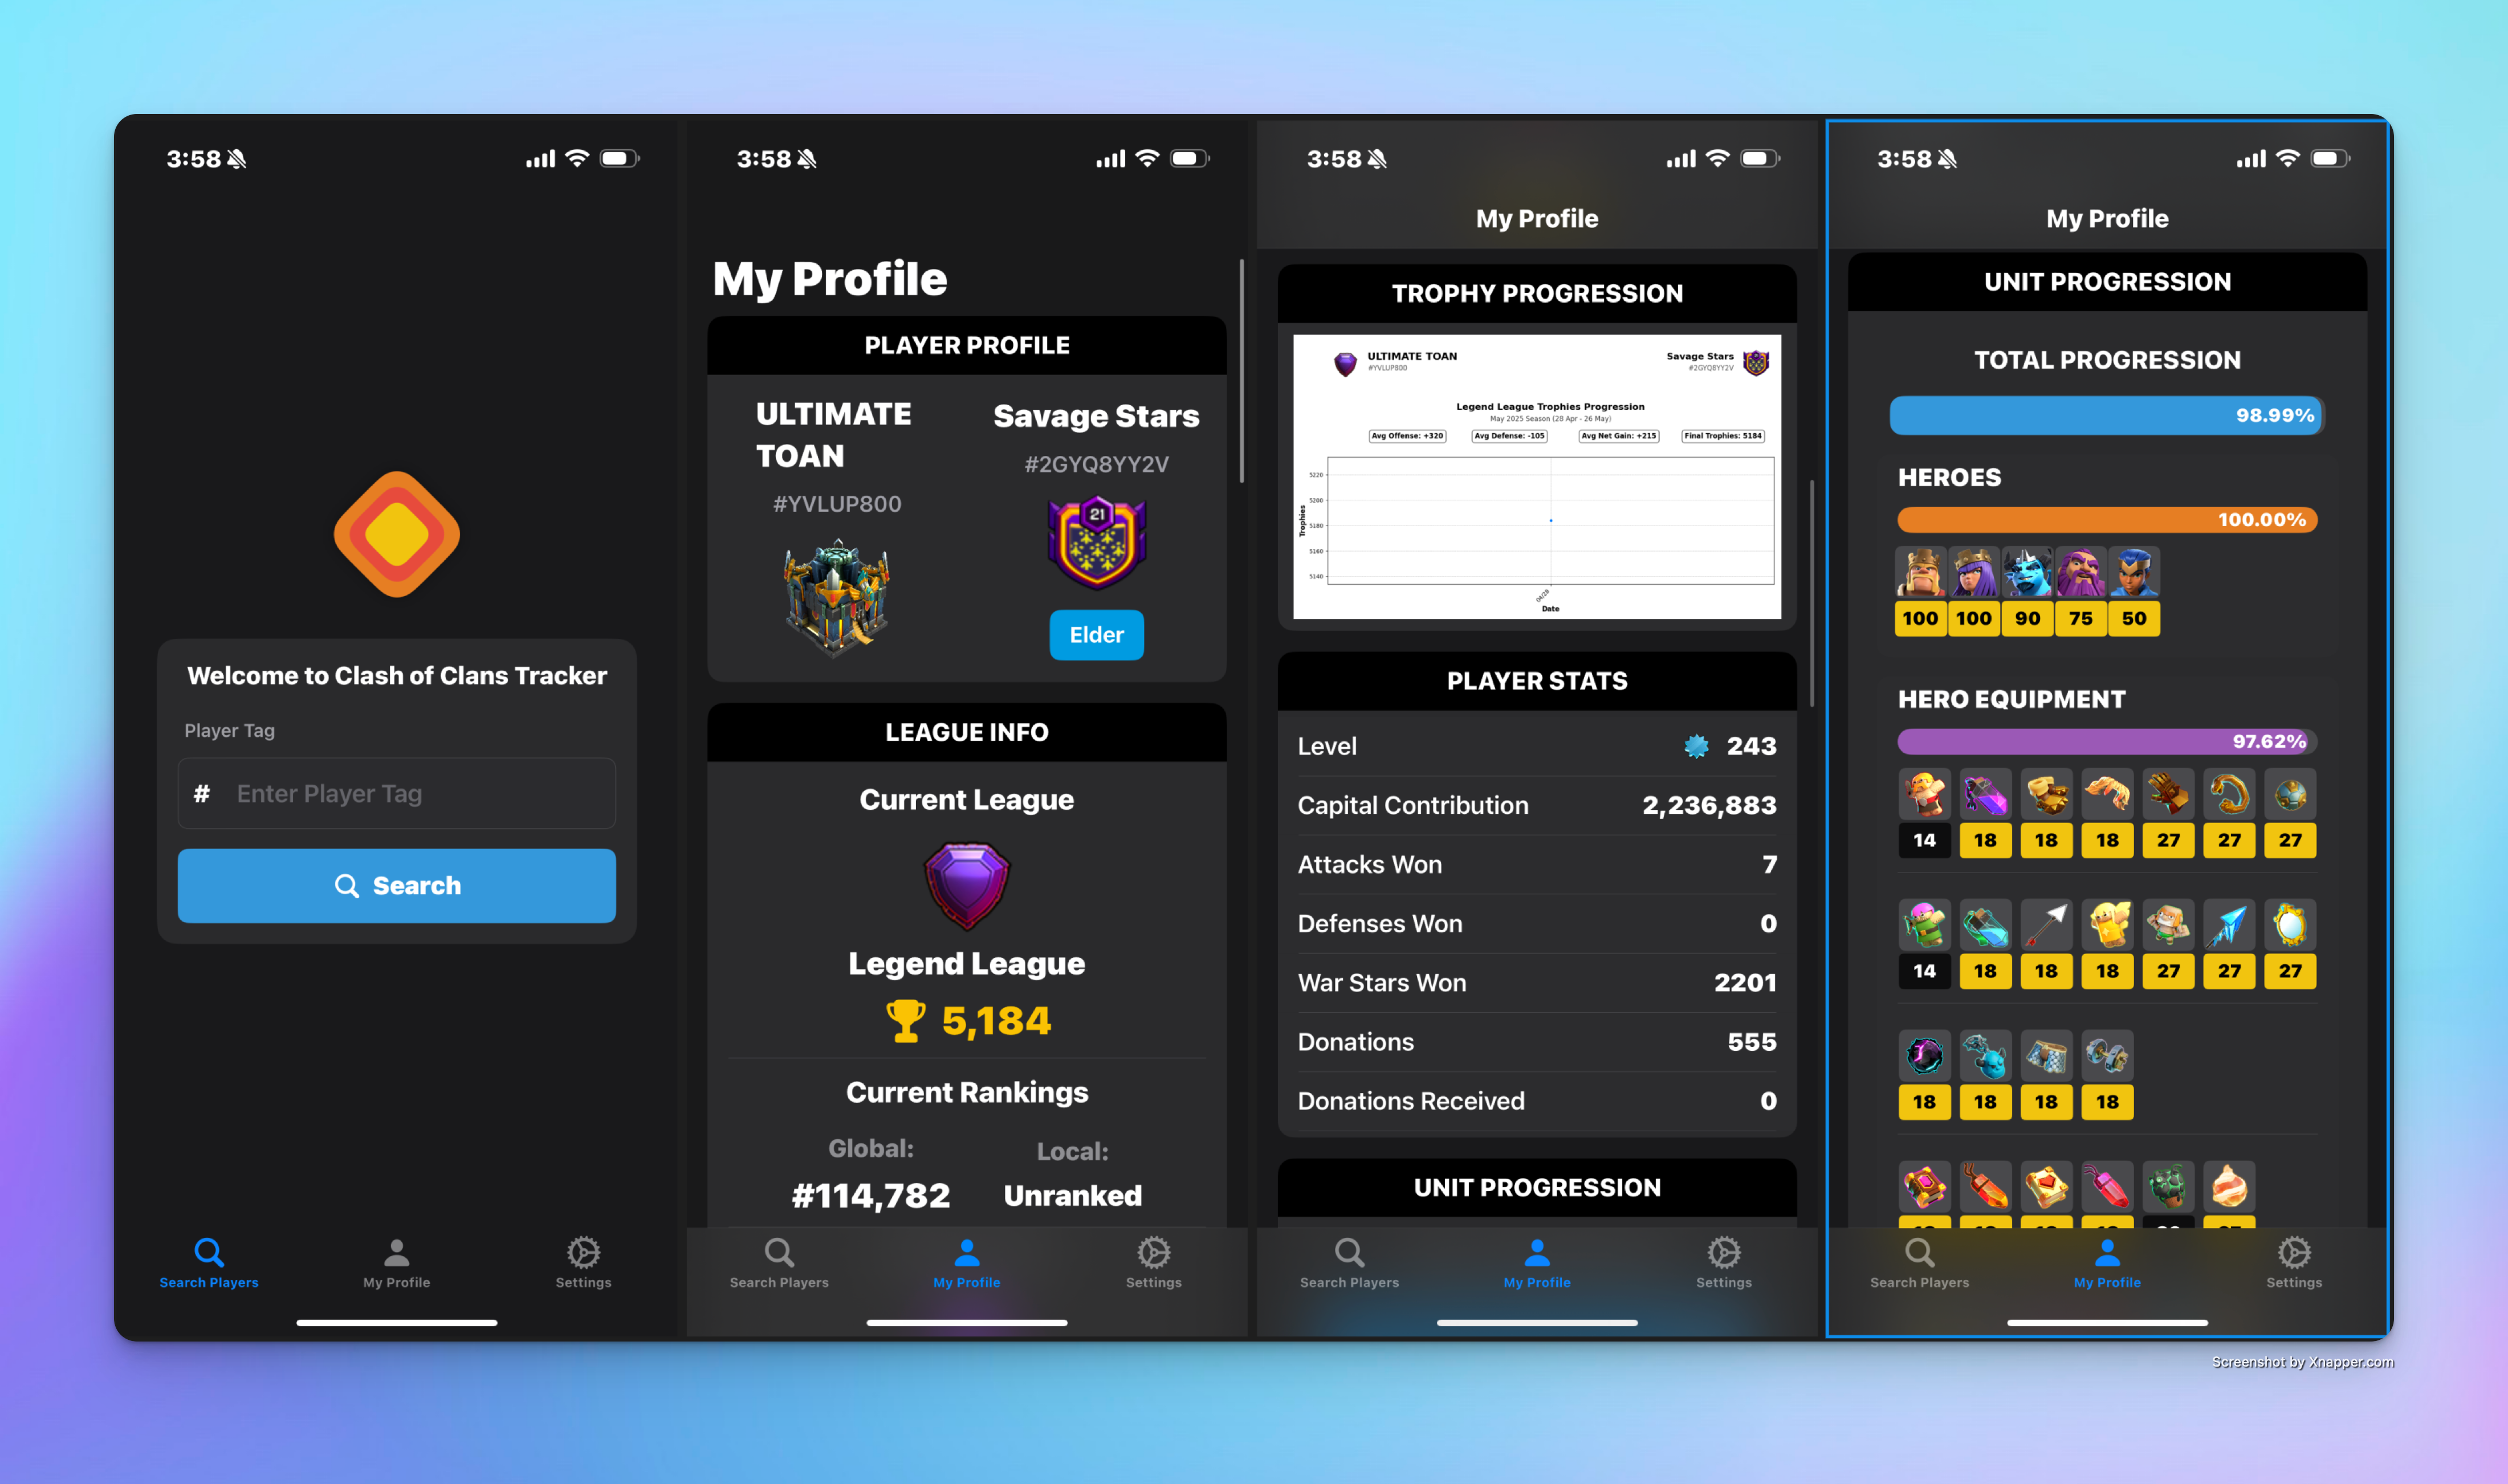 3:58
Welcome to Clash of Clans Tracker
Player Tag
# Enter Player Tag
Search
Search Players
My Profile
Settings
3:58
My Profile
PLAYER PROFILE
ULTIMATE
TOAN
#YVLUP800
Savage Stars
#2GYQ8YY2V
21
Elder
LEAGUE INFO
Current League
Legend League
5,184
Current Rankings
Global:
#114,782
Local:
Unranked
Search Players
My Profile
Settings
3:58
My Profile
TROPHY PROGRESSION
ULTIMATE TOAN
#YVLUP800
Savage Stars
#2GYQ8YY2V
Legend League Trophies Progression
May 2025 Season (28 Apr - 26 May)
Avg Offense: +320
Avg Defense: -105
Avg Net Gain: +215
Final Trophies: 5184
Trophies
5220
5200
5180
5160
5140
04/28
Date
PLAYER STATS
Level 243
Capital Contribution 2,236,883
Attacks Won 7
Defenses Won 0
War Stars Won 2201
Donations 555
Donations Received 0
UNIT PROGRESSION
Search Players
My Profile
Settings
3:58
My Profile
UNIT PROGRESSION
TOTAL PROGRESSION
98.99%
HEROES
100.00%
100 100 90 75 50
HERO EQUIPMENT
97.62%
14 18 18 18 27 27 27
14 18 18 18 27 27 27
18 18 18 18
Search Players
My Profile
Settings
Screenshot by Xnapper.com